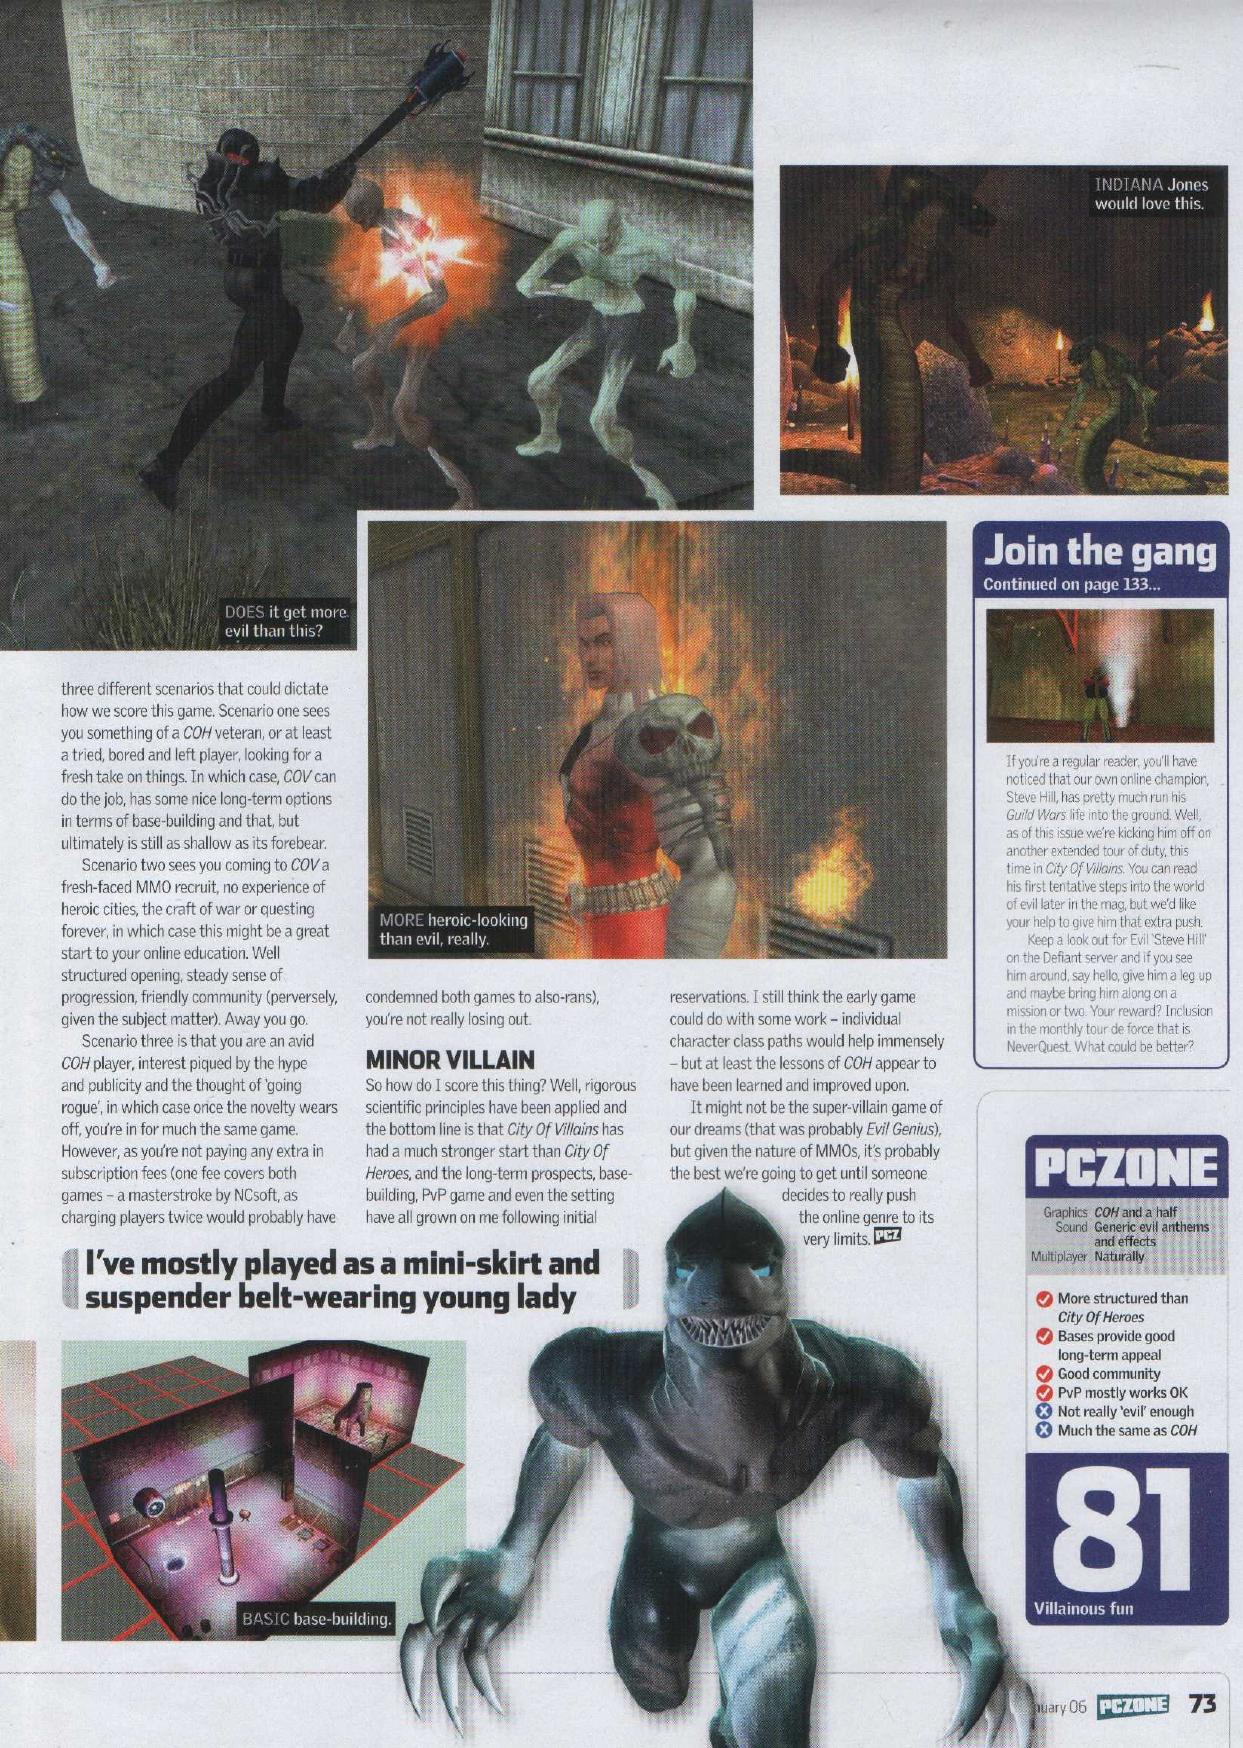 INDIANA Jones
would love this.
DOES it get more
evil than this?
MORE heroic-looking
than evil, really.
three different scenarios that could dictate
how we score this game. Scenario one sees
you something of a COH veteran, or at least
a tried, bored and left player, looking for a
fresh take on things. In which case, COV can
do the job, has some nice long-term options
in terms of base-building and that, but
ultimately is still as shallow as its forebear.
Scenario two sees you coming to COV a
fresh-faced MMO recruit, no experience of
heroic cities, the craft of war or questing
forever, in which case this might be a great
start to your online education. Well
structured opening, steady sense of
progression, friendly community (perversely,
given the subject matter). Away you go.
Scenario three is that you are an avid
COH player, interest piqued by the hype
and publicity and the thought of 'going
rogue', in which case once the novelty wears
off, you're in for much the same game.
However, as you're not paying any extra in
subscription fees (one fee covers both
games – a masterstroke by NCsoft, as
charging players twice would probably have
condemned both games to also-rans),
you're not really losing out.
MINOR VILLAIN
So how do I score this thing? Well, rigorous
scientific principles have been applied and
the bottom line is that City Of Villains has
had a much stronger start than City Of
Heroes, and the long-term prospects, base-
building, PvP game and even the setting
have all grown on me following initial
reservations. I still think the early game
could do with some work – individual
character class paths would help immensely
– but at least the lessons of COH appear to
have been learned and improved upon.
It might not be the super-villain game of
our dreams (that was probably Evil Genius),
but given the nature of MMOs, it's probably
the best we're going to get until someone
decides to really push
the online genre to its
very limits. PCZ
I've mostly played as a mini-skirt and
suspender belt-wearing young lady
BASIC base-building.
Join the gang
Continued on page 133...
If you're a regular reader, you'll have
noticed that our own online champion,
Steve Hill, has pretty much run his
Guild Wars life into the ground. Well,
as of this issue we're kicking him off on
another extended tour of duty, this
time in City Of Villains. You can read
his first tentative steps into the world
of evil later in the mag, but we'd like
your help to give him that extra push.
Keep a look out for Evil 'Steve Hill'
on the Defiant server and if you see
him around, say hello, give him a leg up
and maybe bring him along on a
mission or two. Your reward? Inclusion
in the monthly tour de force that is
NeverQuest. What could be better?
PCZONE
Graphics COH and a half
Sound Generic evil anthems
and effects
Multiplayer Naturally
More structured than
City Of Heroes
Bases provide good
long-term appeal
Good community
PvP mostly works OK
Not really 'evil' enough
Much the same as COH
81
Villainous fun
uary 06 PCZONE 73